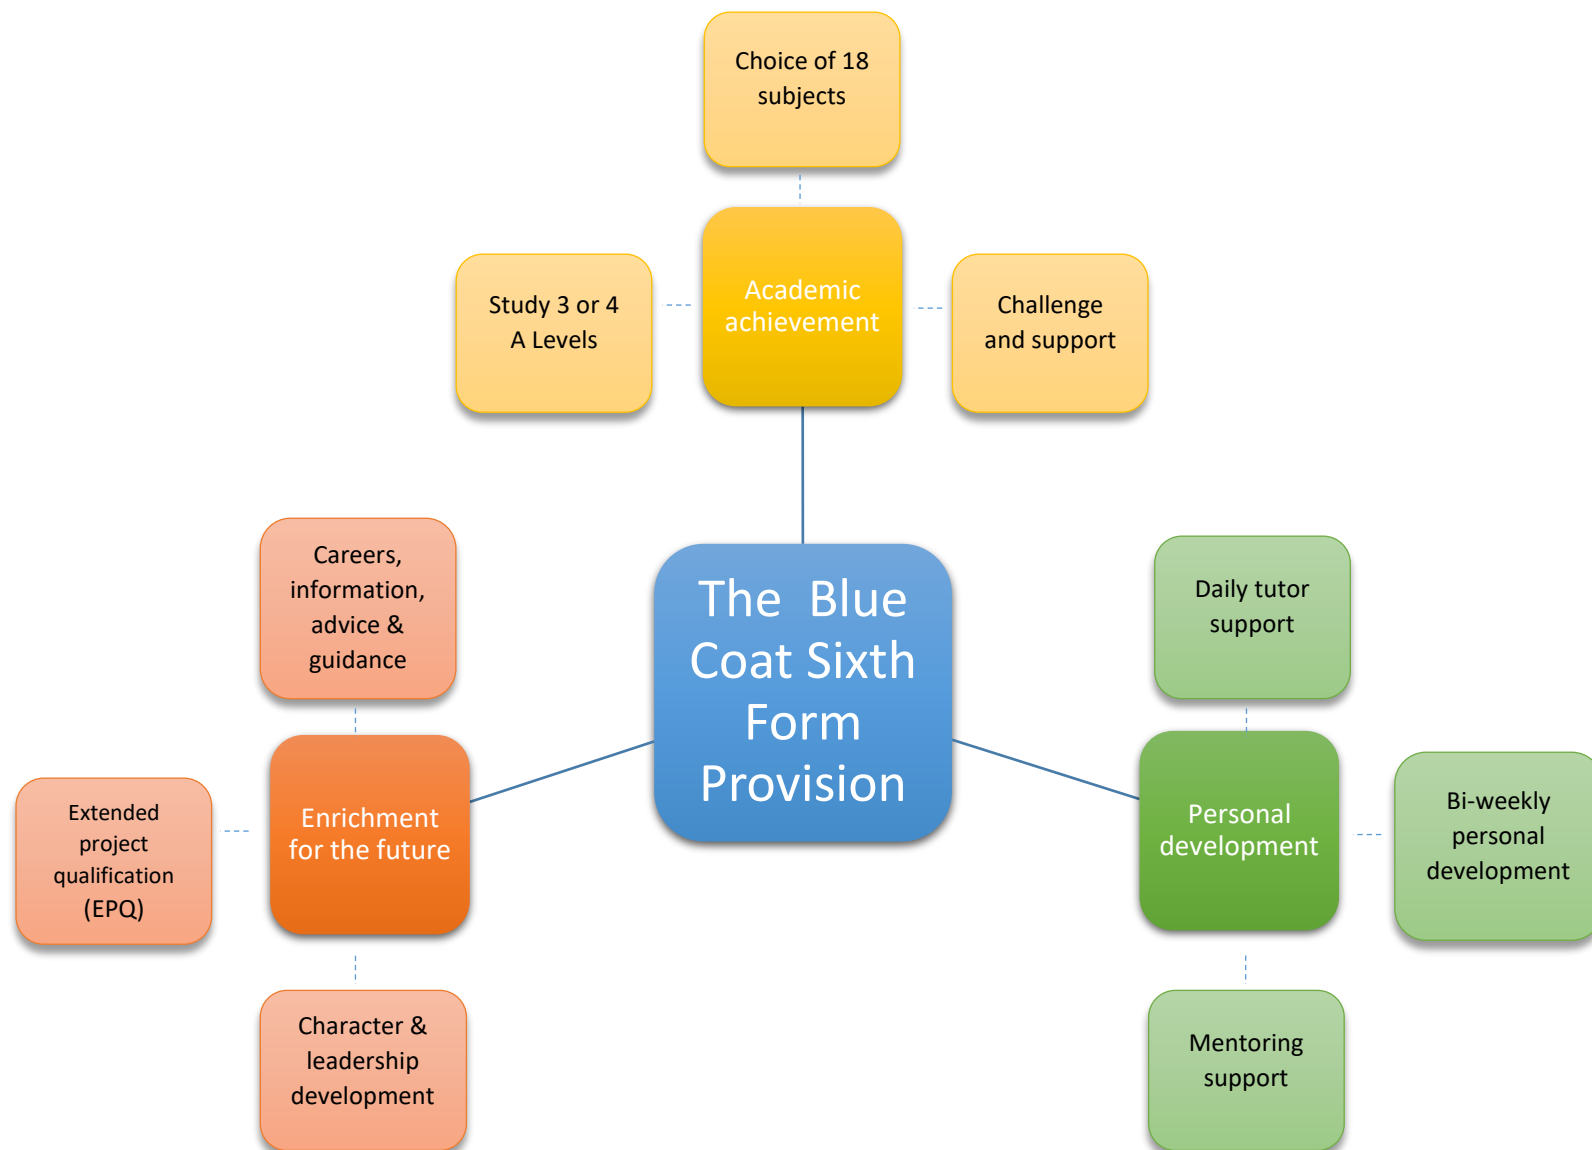 Choice of 18
subjects
Study 3 or 4
A Levels
Academic
achievement
Challenge
and support
Careers,
information,
advice &
guidance
The Blue
Coat Sixth
Form
Provision
Daily tutor
support
Extended
project
qualification
(EPQ)
Enrichment
for the future
Personal
development
Bi-weekly
personal
development
Character &
leadership
development
Mentoring
support